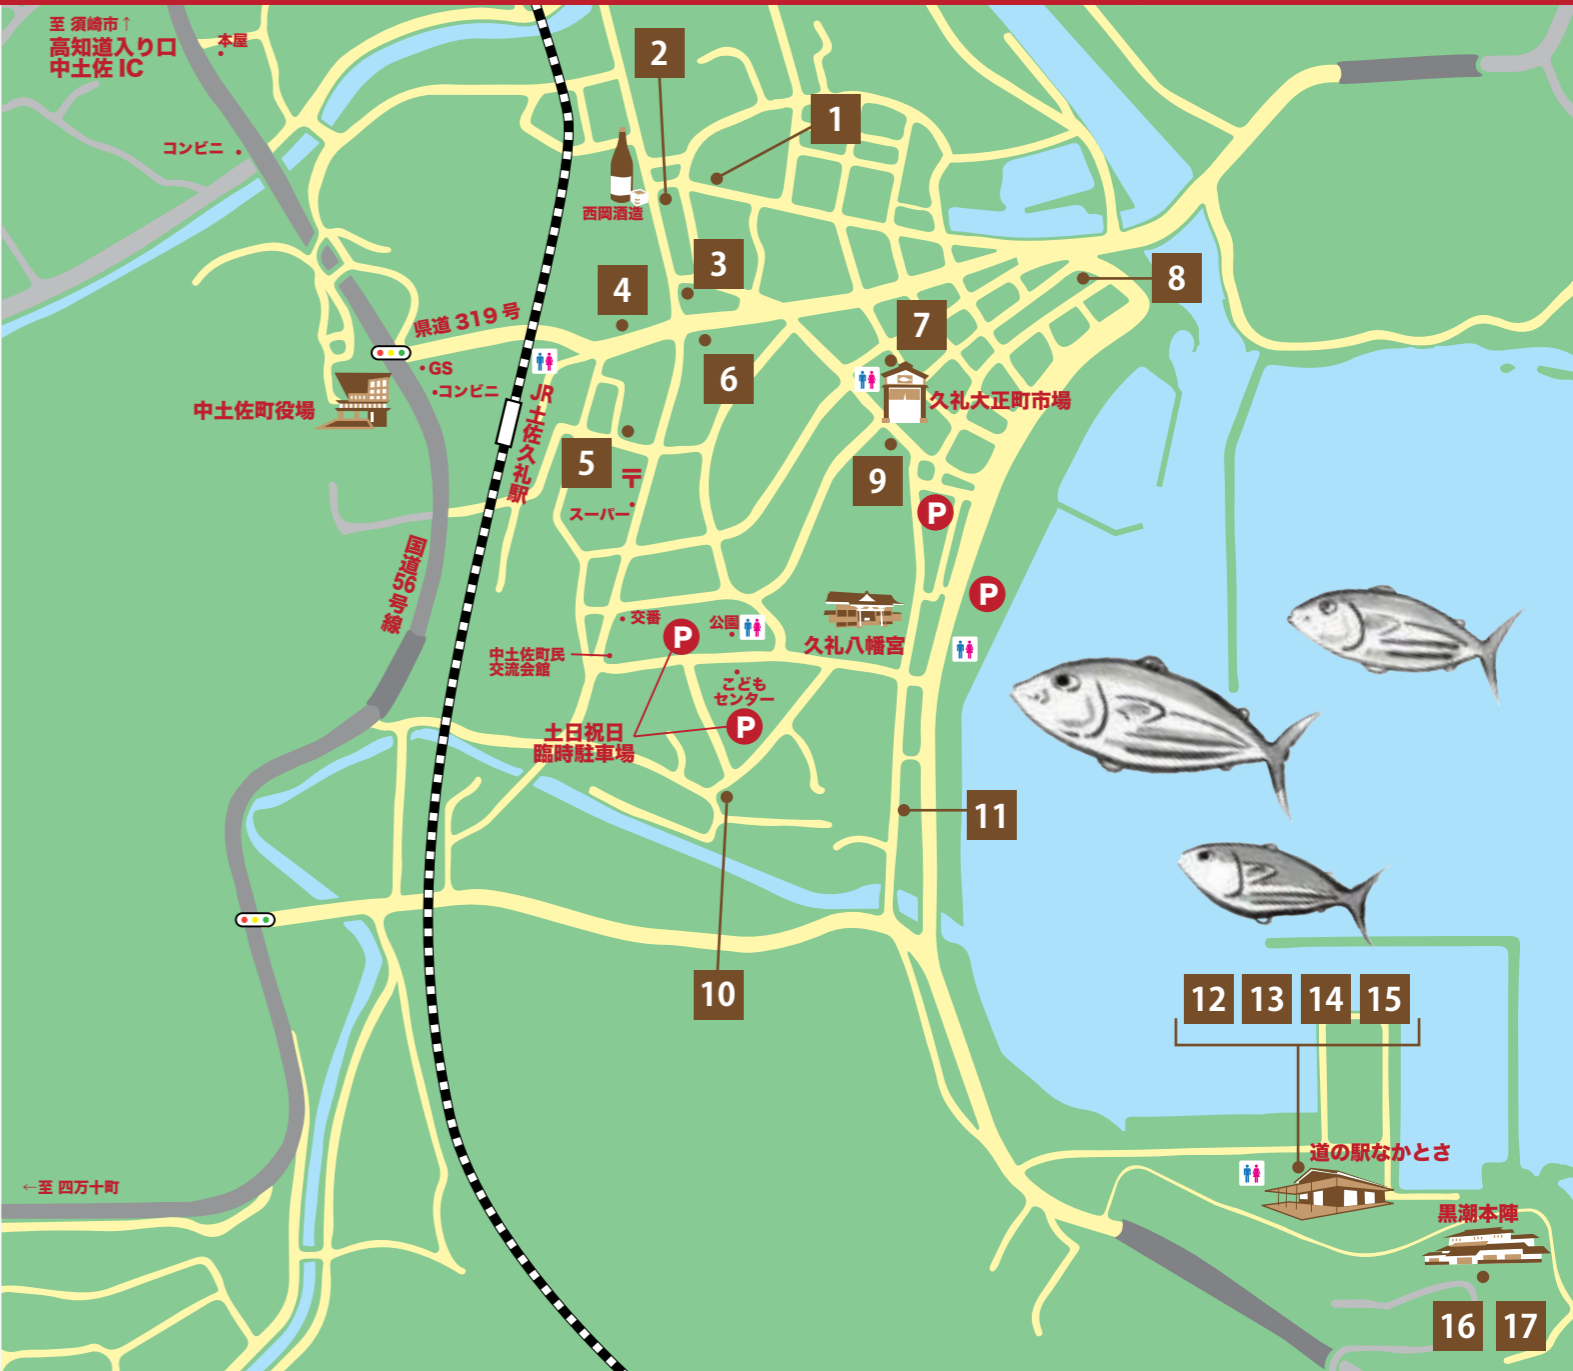 至 須崎市↑
高知道入り口
中土佐 IC
本屋
コンビニ
2
1
西岡酒造
3
4
8
県道 319 号
7
GS
コンビニ
中土佐町役場
JR土佐久礼駅
6
久礼大正町市場
5
〒
9
スーパー
P
国道56号線
P
交番
公園
P
久礼八幡宮
中土佐町民
交流会館
こども
センター
土日祝日
臨時駐車場
P
11
10
12 13 14 15
道の駅なかとさ
←至 四万十町
黒潮本陣
16 17